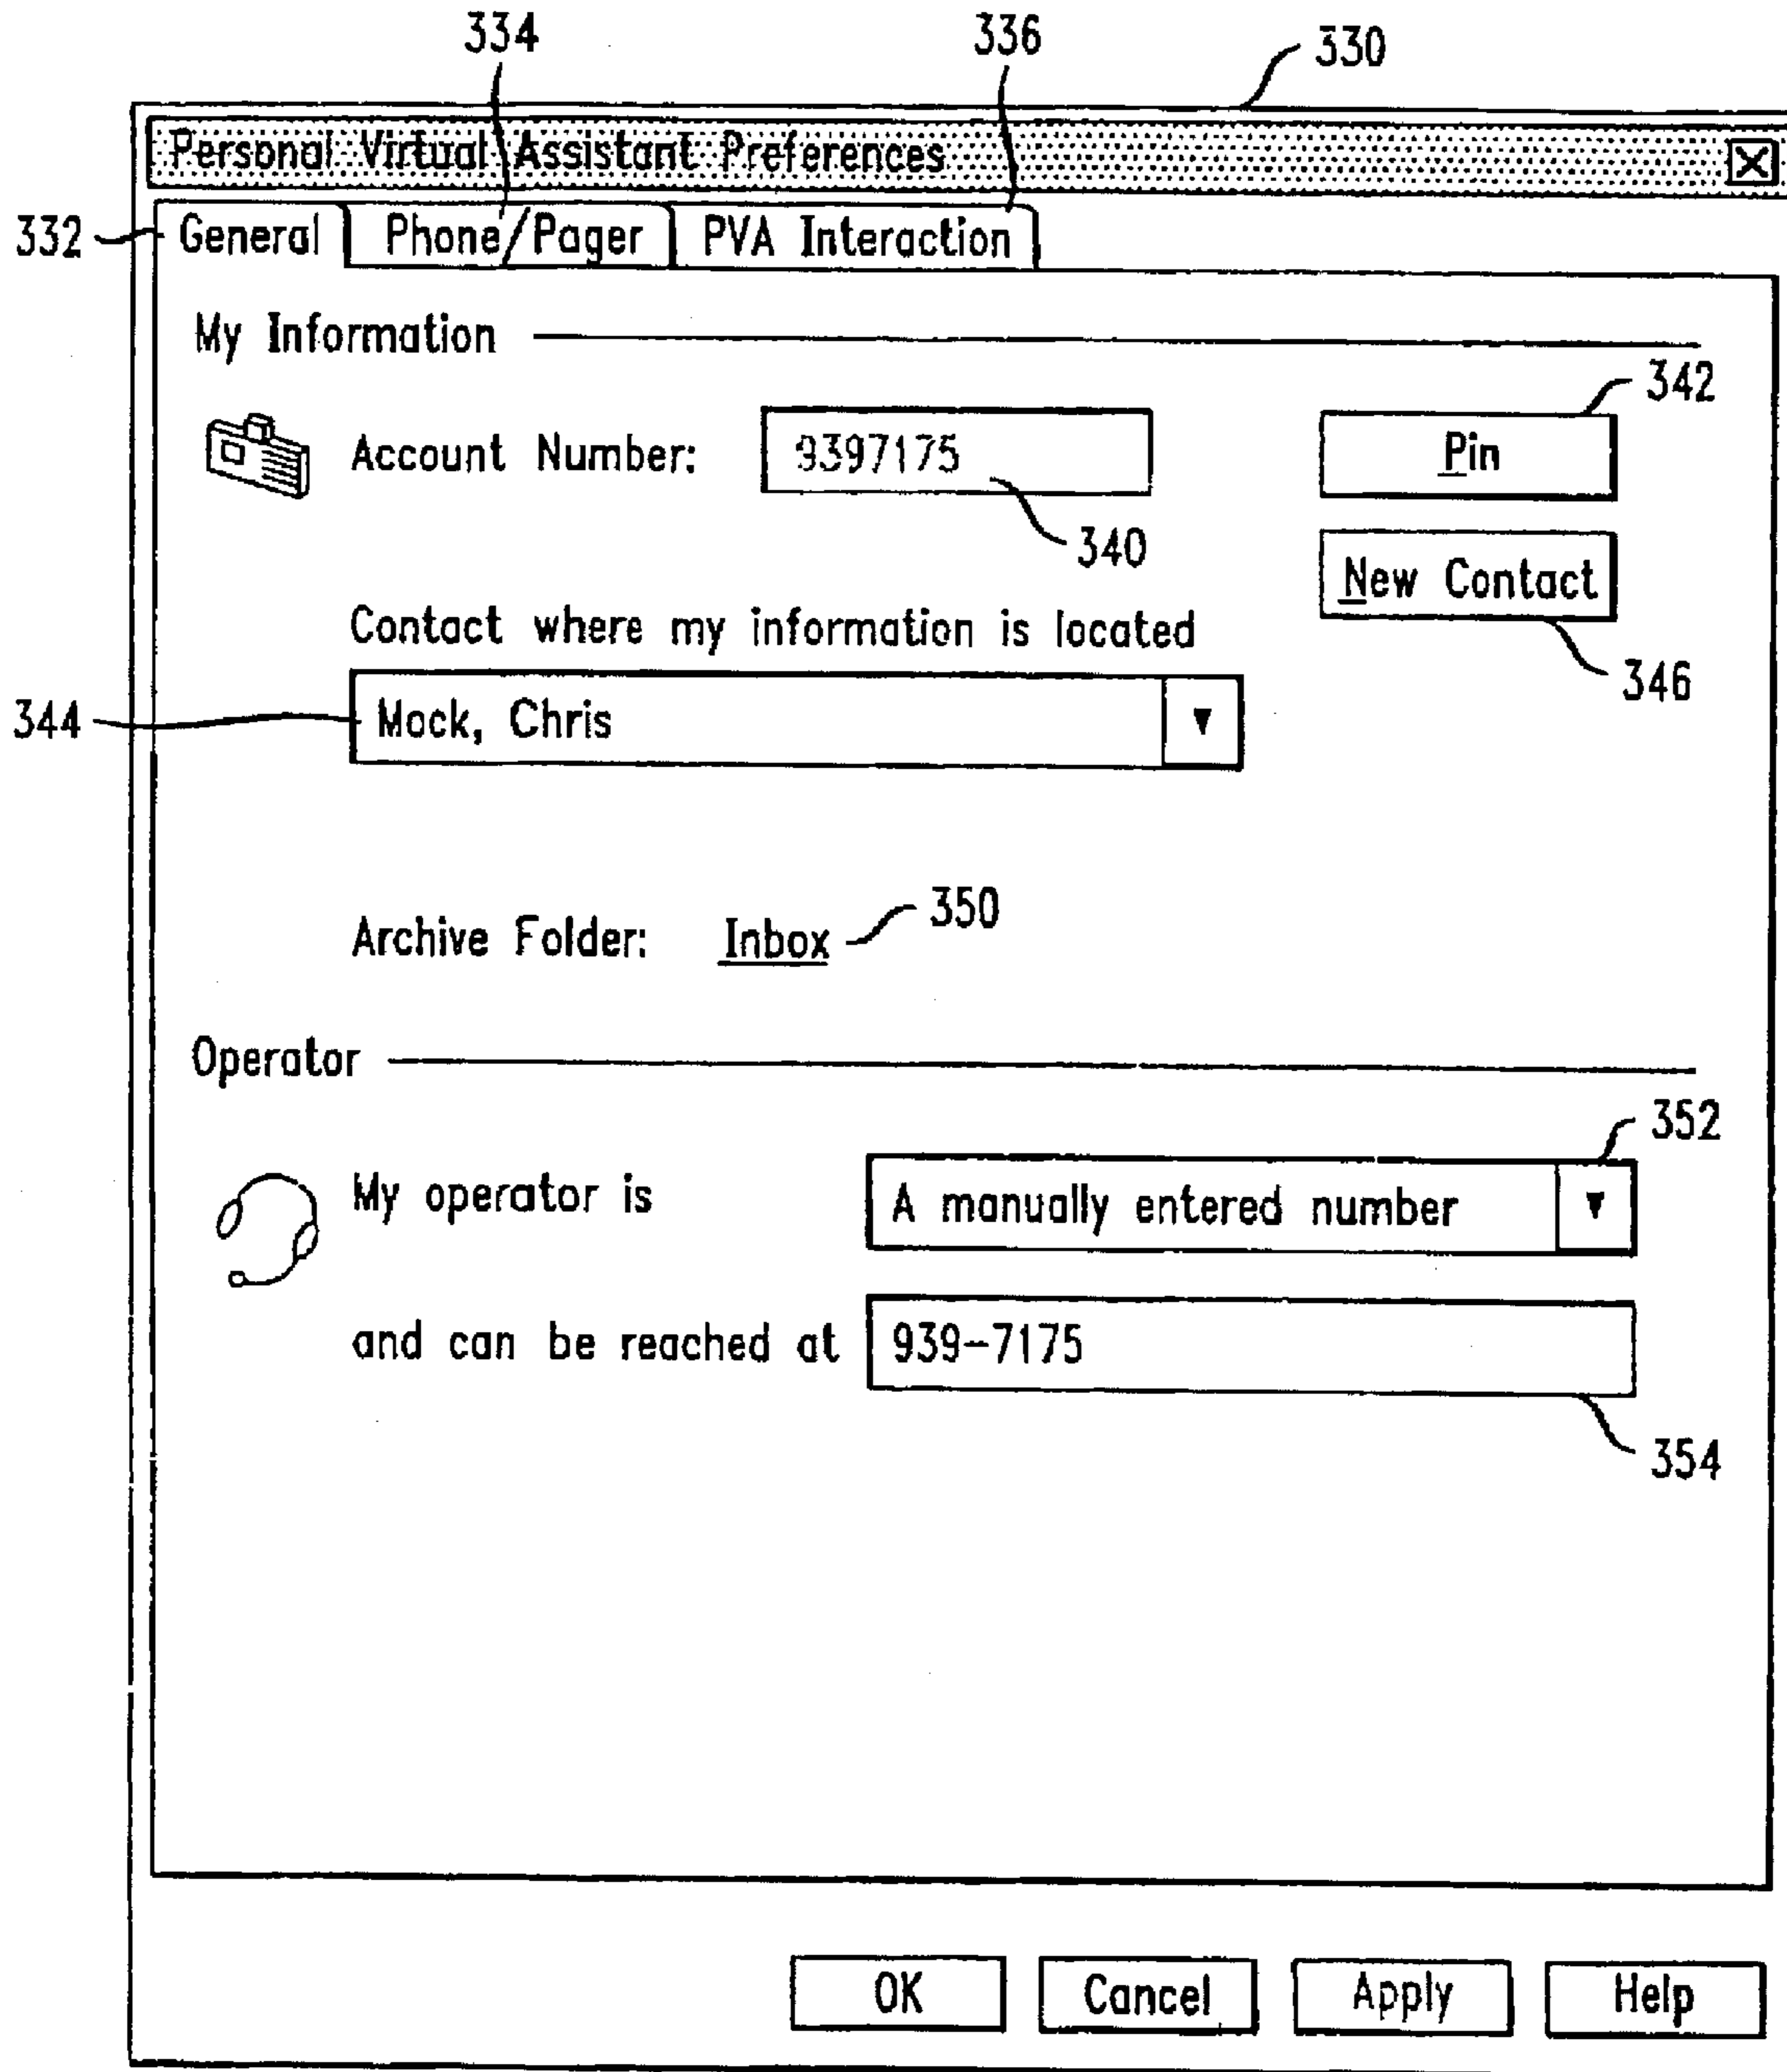 334 336 330
Personal Virtual Assistant Preferences
332 General Phone/Pager PVA Interaction
My Information
342
Account Number: 9397175 Pin
340
New Contact
Contact where my information is located
346
344 Mock, Chris
Archive Folder: Inbox 350
Operator
352
My operator is A manually entered number
and can be reached at 939-7175
354
OK Cancel Apply Help